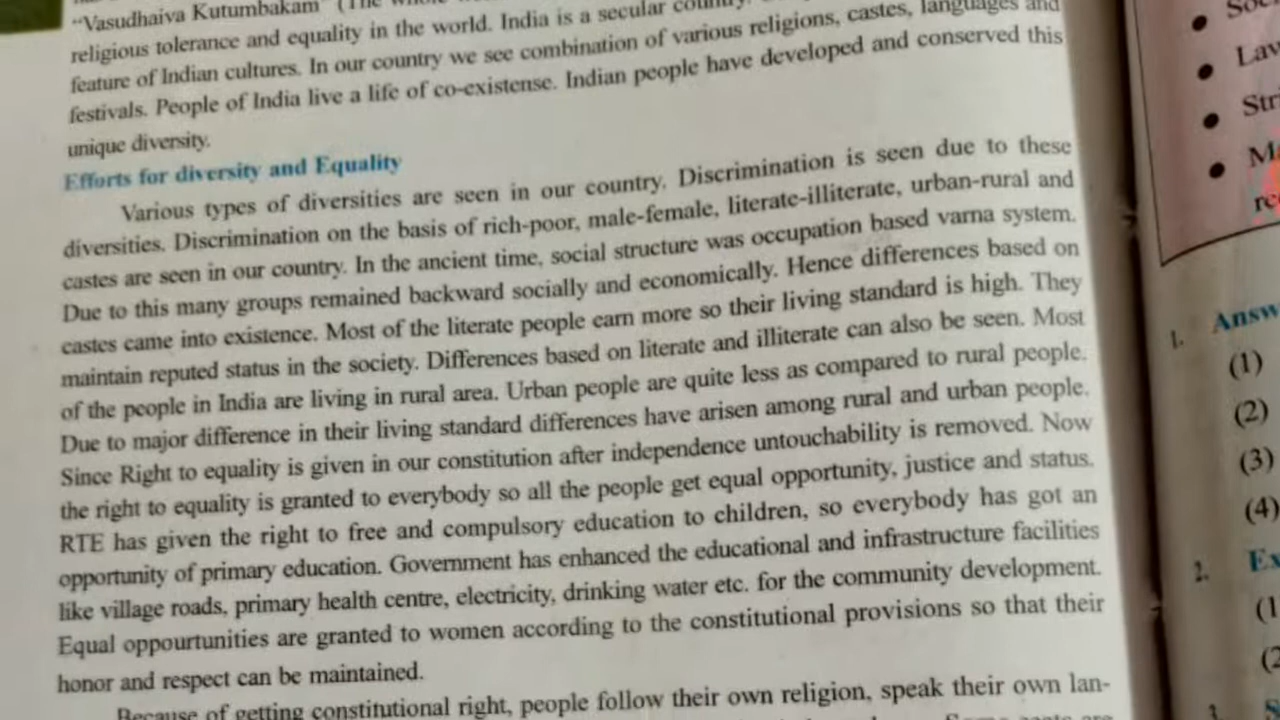 "Vasudhaiva Kutumbakam" (The whole
religious tolerance and equality in the world. India is a secular country.
feature of Indian cultures. In our country we see combination of various religions, castes, languages and
festivals. People of India live a life of co-existense. Indian people have developed and conserved this
unique diversity.
Efforts for diversity and Equality
Various types of diversities are seen in our country. Discrimination is seen due to these
diversities. Discrimination on the basis of rich-poor, male-female, literate-illiterate, urban-rural and
castes are seen in our country. In the ancient time, social structure was occupation based varna system.
Due to this many groups remained backward socially and economically. Hence differences based on
castes came into existence. Most of the literate people earn more so their living standard is high. They
maintain reputed status in the society. Differences based on literate and illiterate can also be seen. Most
of the people in India are living in rural area. Urban people are quite less as compared to rural people.
Due to major difference in their living standard differences have arisen among rural and urban people.
Since Right to equality is given in our constitution after independence untouchability is removed. Now
the right to equality is granted to everybody so all the people get equal opportunity, justice and status.
RTE has given the right to free and compulsory education to children, so everybody has got an
opportunity of primary education. Government has enhanced the educational and infrastructure facilities
like village roads, primary health centre, electricity, drinking water etc. for the community development.
Equal oppourtunities are granted to women according to the constitutional provisions so that their
honor and respect can be maintained.
Because of getting constitutional right, people follow their own religion, speak their own lan-
1.
(1)
(2)
(3)
(4)
2.